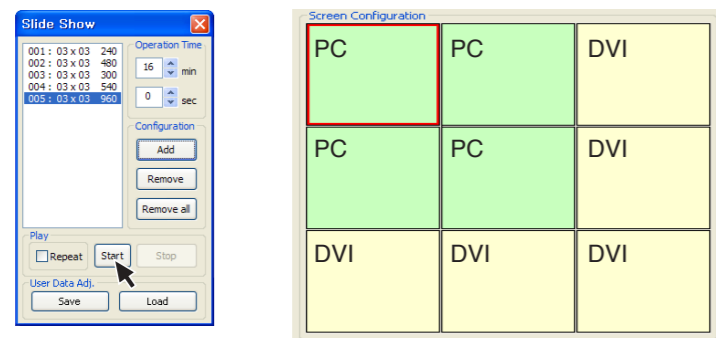 Slide Show
001 : 03 x 03 240
002 : 03 x 03 480
003 : 03 x 03 300
004 : 03 x 03 540
005 : 03 x 03 960
Operation Time
16 min
0 sec
Configuration
Add
Remove
Remove all
Play
Repeat Start Stop
User Data Adj.
Save Load
Screen Configuration
PC PC DVI
PC PC DVI
DVI DVI DVI